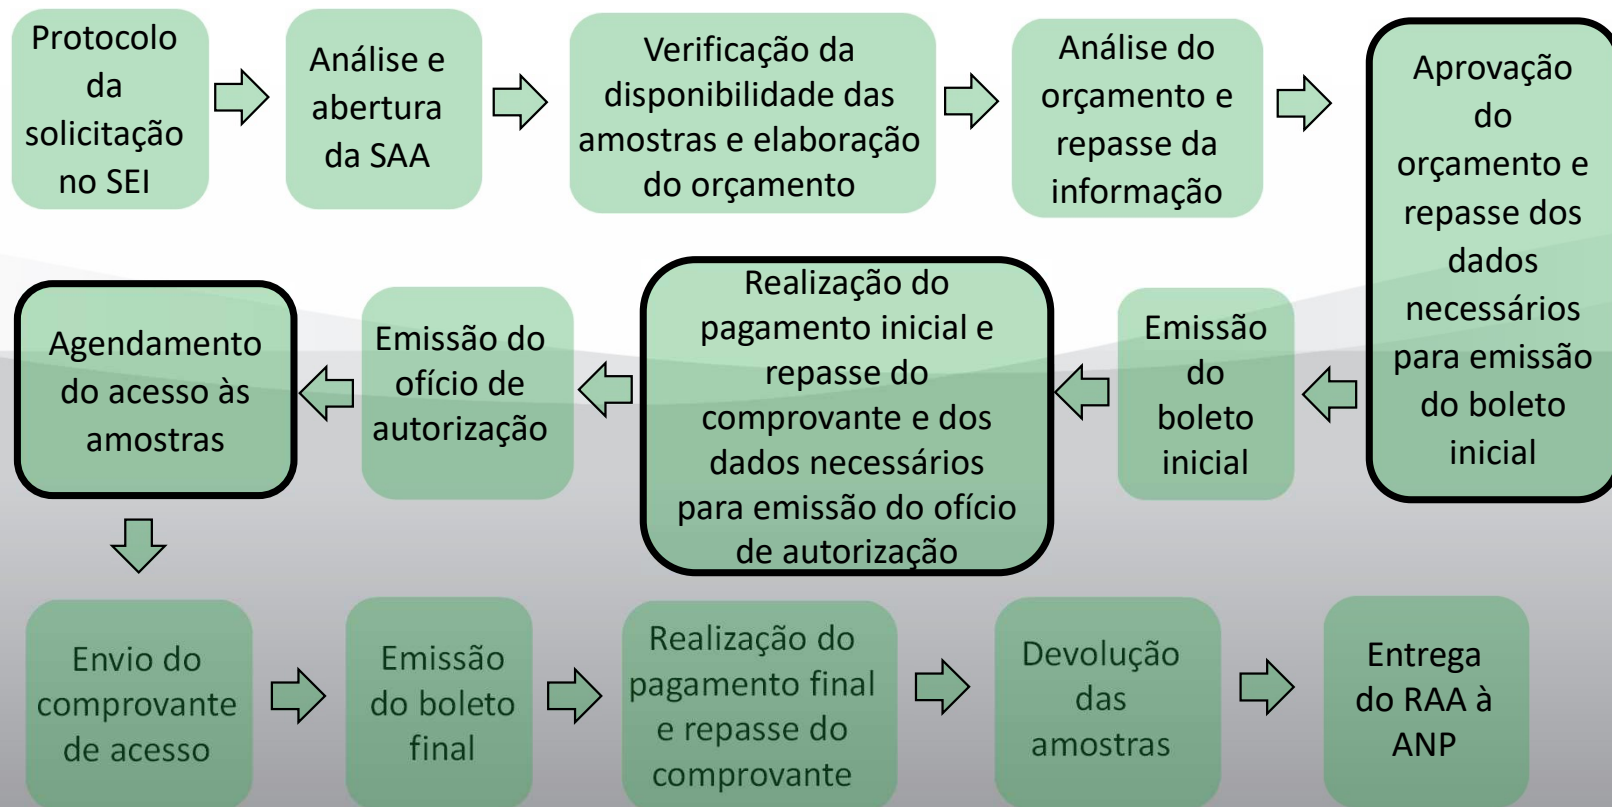 Protocolo
da
solicitação
no SEI
Análise e
abertura
da SAA
Verificação da
disponibilidade das
amostras e elaboração
do orçamento
Análise do
orçamento e
repasse da
informação
Aprovação
do
orçamento e
repasse dos
dados
necessários
para emissão
do boleto
inicial
Emissão
do
boleto
inicial
Realização do
pagamento inicial e
repasse do
comprovante e dos
dados necessários
para emissão do ofício
de autorização
Emissão do
ofício de
autorização
Agendamento
do acesso às
amostras
Envio do
comprovante
de acesso
Emissão
do boleto
final
Realização do
pagamento final
e repasse do
comprovante
Devolução
das
amostras
Entrega
do RAA à
ANP